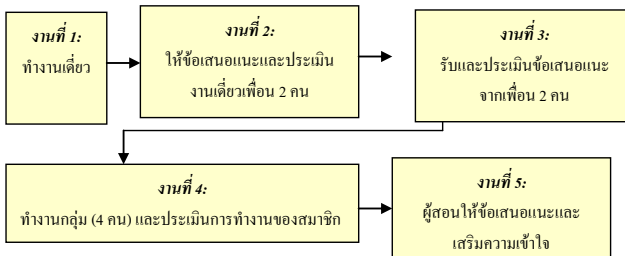 งานที่ 1:
ทำงานเดี่ยว
งานที่ 2:
ให้ข้อเสนอแนะและประเมิน
งานเดี่ยวเพื่อน 2 คน
งานที่ 3:
รับและประเมินข้อเสนอแนะ
จากเพื่อน 2 คน
งานที่ 4:
ทำงานกลุ่ม (4 คน) และประเมินการทำงานของสมาชิก
งานที่ 5:
ผู้สอนให้ข้อเสนอแนะและ
เสริมความเข้าใจ